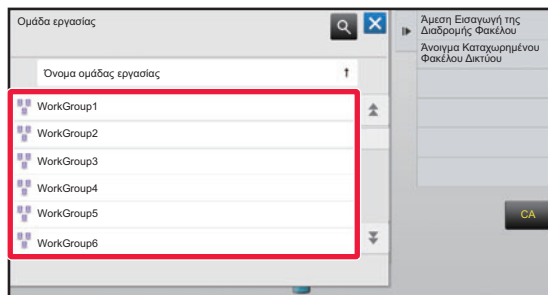 Ομάδα εργασίας
Όνομα ομάδας εργασίας ↑
WorkGroup1
WorkGroup2
WorkGroup3
WorkGroup4
WorkGroup5
WorkGroup6
Άμεση Εισαγωγή της
Διαδρομής Φακέλου
Άνοιγμα Καταχωρημένου
Φακέλου Δικτύου
CA